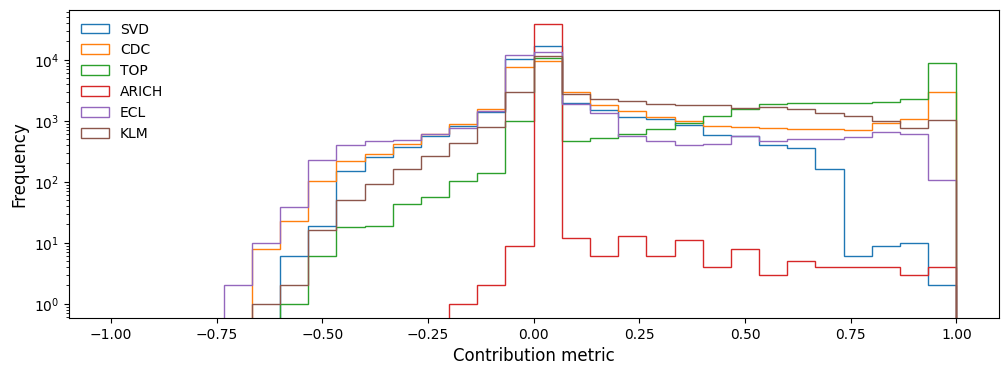 SVD
CDC
TOP
ARICH
ECL
KLM
Frequency
10⁴
10³
10²
10¹
10⁰
−1.00 −0.75 −0.50 −0.25 0.00 0.25 0.50 0.75 1.00
Contribution metric